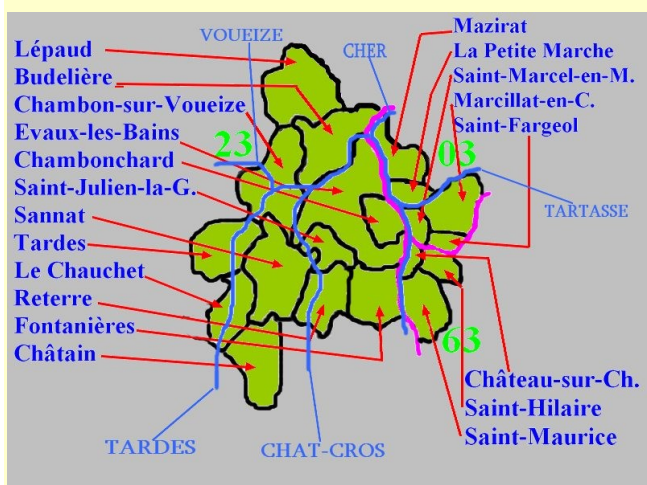 VOUEIZE
CHER
Lépaud
Budelière
Chambon-sur-Voueize
Evaux-les-Bains
Chambonchard
Saint-Julien-la-G.
Sannat
Tardes
Le Chauchet
Reterre
Fontanières
Châtain
Mazirat
La Petite Marche
Saint-Marcel-en-M.
Marcillat-en-C.
Saint-Fargeol
23
03
TARTASSE
63
Château-sur-Ch.
Saint-Hilaire
Saint-Maurice
TARDES
CHAT-CROS